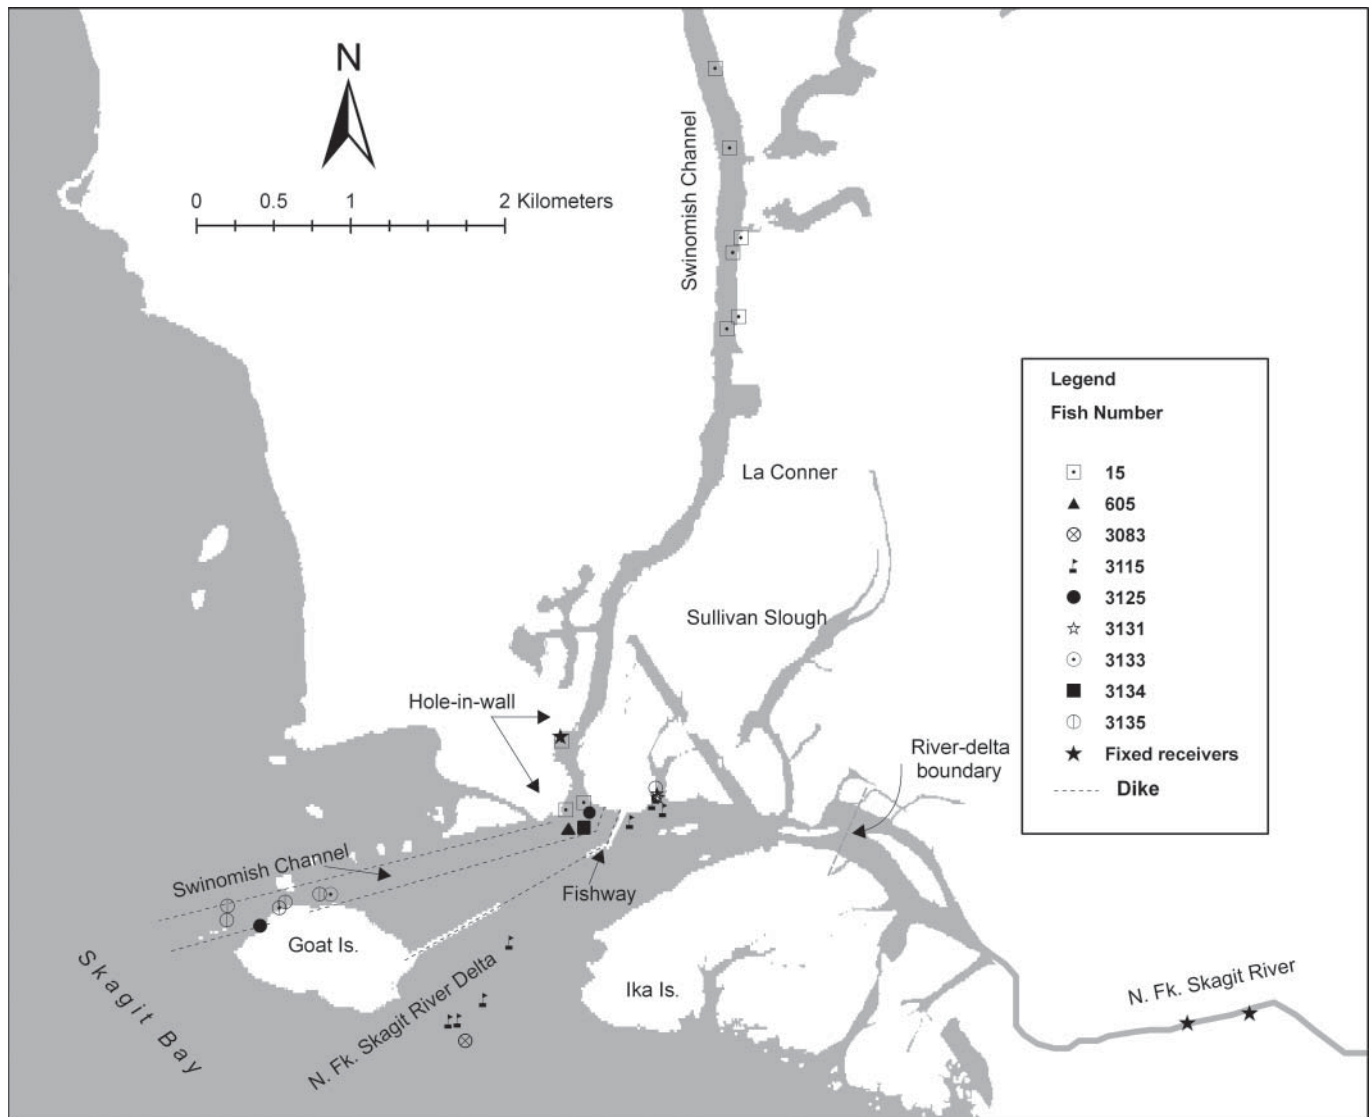 N
0 0.5 1 2 Kilometers
Swinomish Channel
Legend
Fish Number
15
605
3083
3115
3125
3131
3133
3134
3135
Fixed receivers
Dike
La Conner
Sullivan Slough
Hole-in-wall
River-delta
boundary
Swinomish Channel
Fishway
Goat Is.
Ika Is.
Skagit Bay
N. Fk. Skagit River Delta
N. Fk. Skagit River